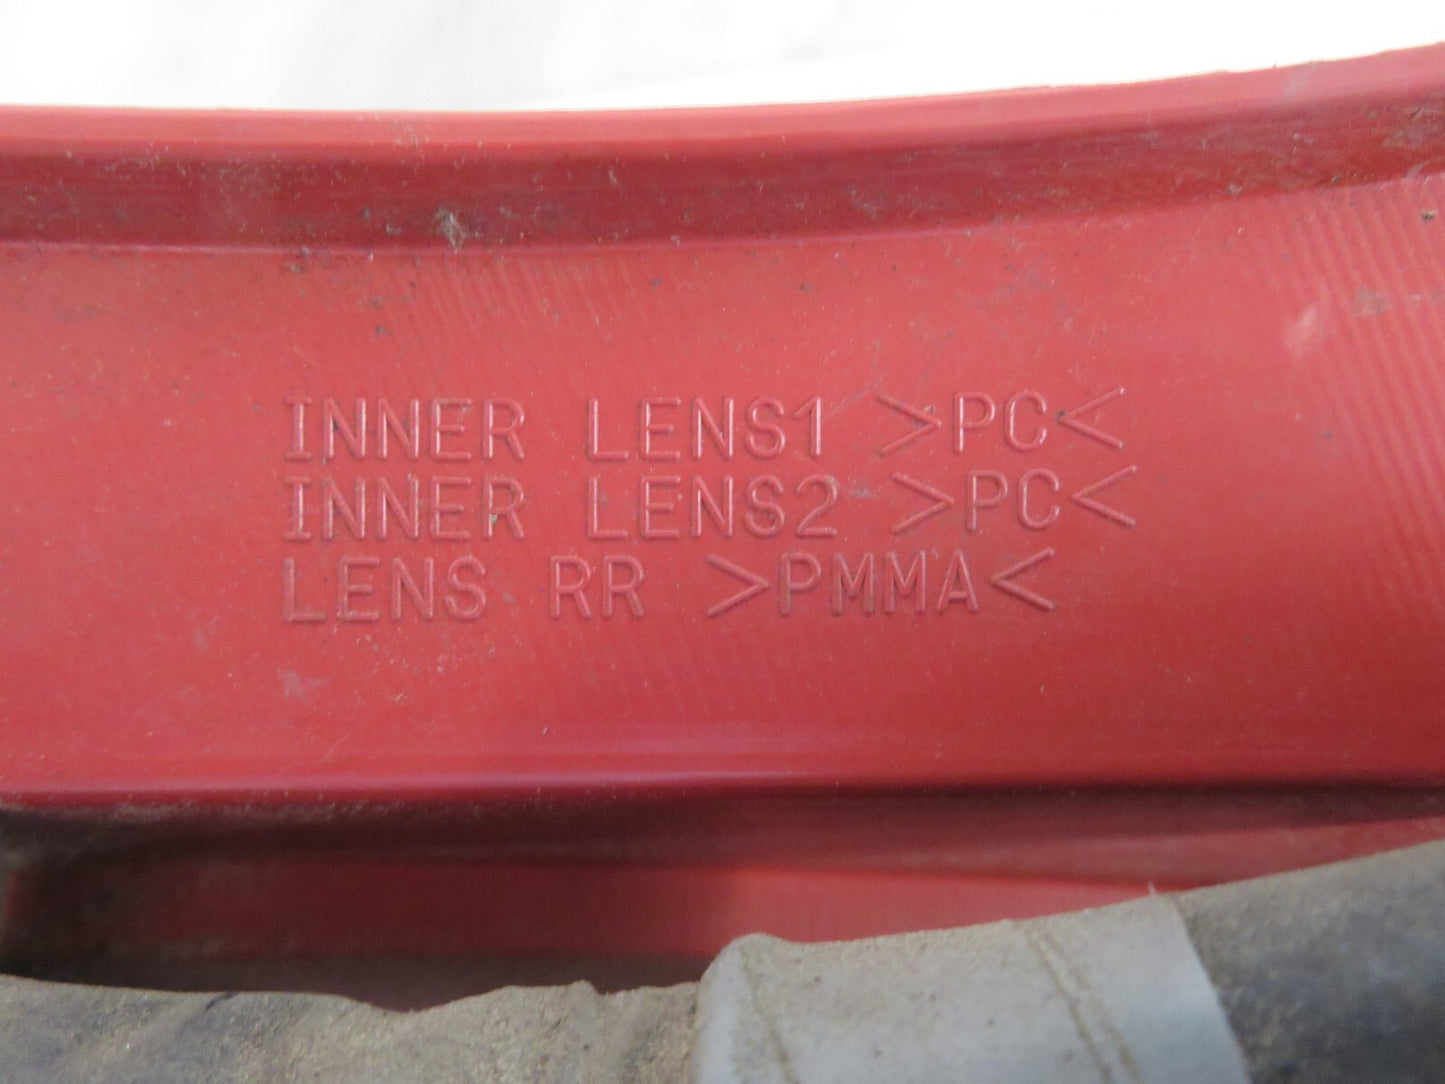 INNER LENS1 >PC<
INNER LENS2 >PC<
LENS RR >PMMA<